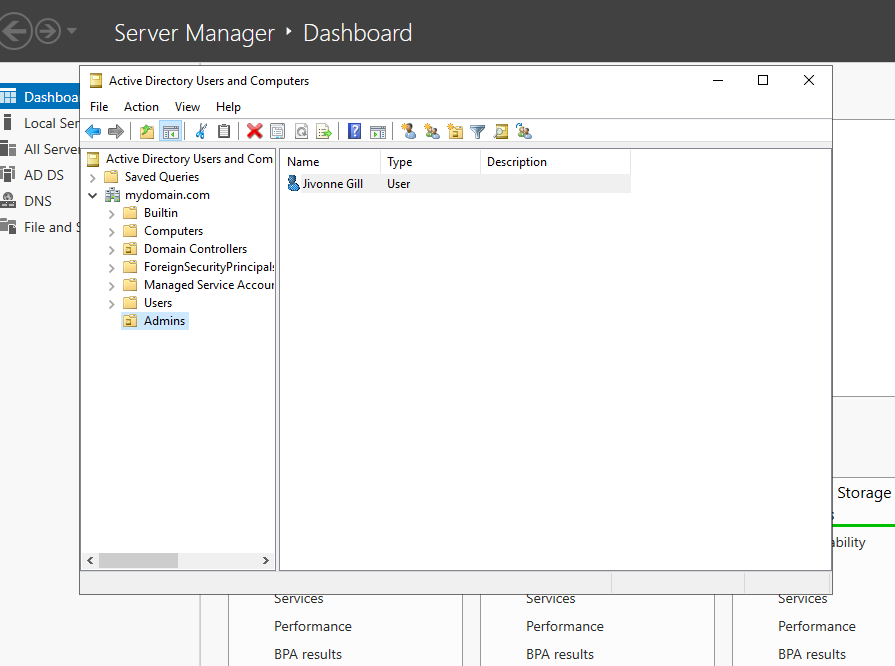 Server Manager ‣ Dashboard
Active Directory Users and Computers
File Action View Help
Dashboa
Local Ser
All Server
AD DS
DNS
File and S
Active Directory Users and Com
Saved Queries
mydomain.com
Builtin
Computers
Domain Controllers
ForeignSecurityPrincipals
Managed Service Accour
Users
Admins
Name Type Description
Jivonne Gill User
Storage
ability
Services
Performance
BPA results
Services
Performance
BPA results
Services
Performance
BPA results